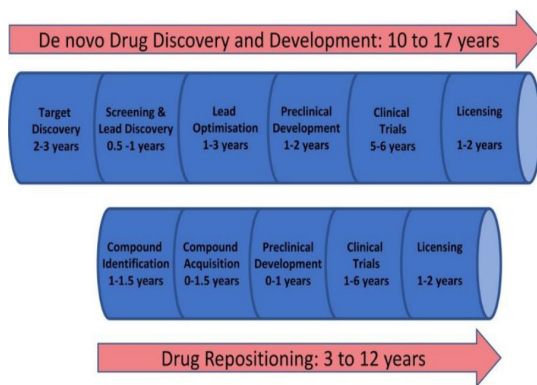 De novo Drug Discovery and Development: 10 to 17 years
Target
Discovery
2-3 years
Screening &
Lead Discovery
0.5 -1 years
Lead
Optimisation
1-3 years
Preclinical
Development
1-2 years
Clinical
Trials
5-6 years
Licensing
1-2 years
Compound
Identification
1-1.5 years
Compound
Acquisition
0-1.5 years
Preclinical
Development
0-1 years
Clinical
Trials
1-6 years
Licensing
1-2 years
Drug Repositioning: 3 to 12 years